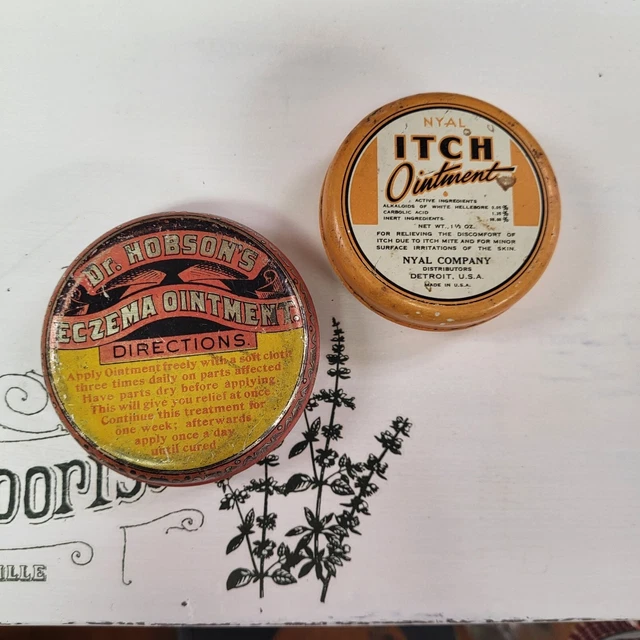 NYAL
ITCH
Ointment
ACTIVE INGREDIENTS
ALKALOIDS OF WHITE HELLEBORE
CARBOLIC ACID
INERT INGREDIENTS
NET WT., 1½ OZ.
FOR RELIEVING THE DISCOMFORT OF
ITCH DUE TO ITCH MITE AND FOR MINOR
SURFACE IRRITATIONS OF THE SKIN.
NYAL COMPANY
DISTRIBUTORS
DETROIT, U.S.A.
MADE IN U.S.A.
DR. HOBSON'S
ECZEMA OINTMENT.
DIRECTIONS.
Apply Ointment freely with a soft cloth
three times daily on parts affected
Have parts dry before applying.
This will give you relief at once
Continue this treatment for
one week; afterwards
apply once a day
until cured